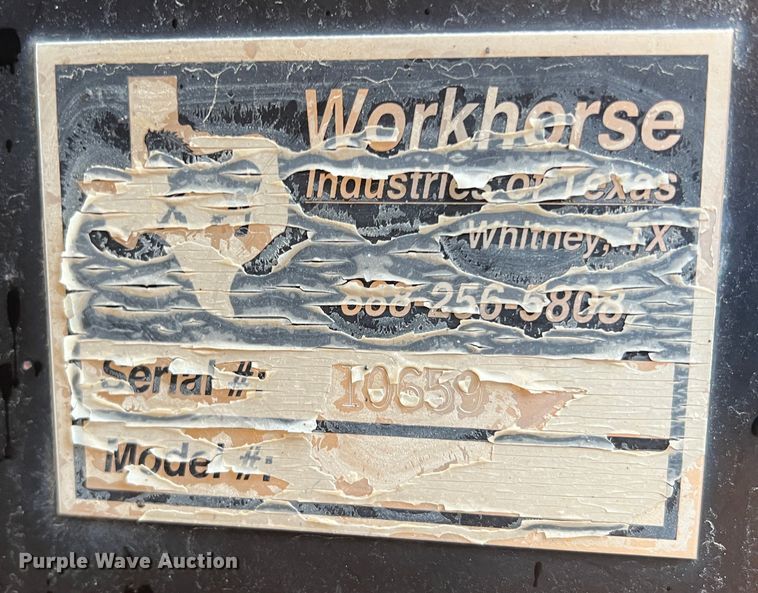 Workhorse
Industries of Texas
Whitney, TX
888-256-5808
Serial #: 10659
Model #:
Purple Wave Auction